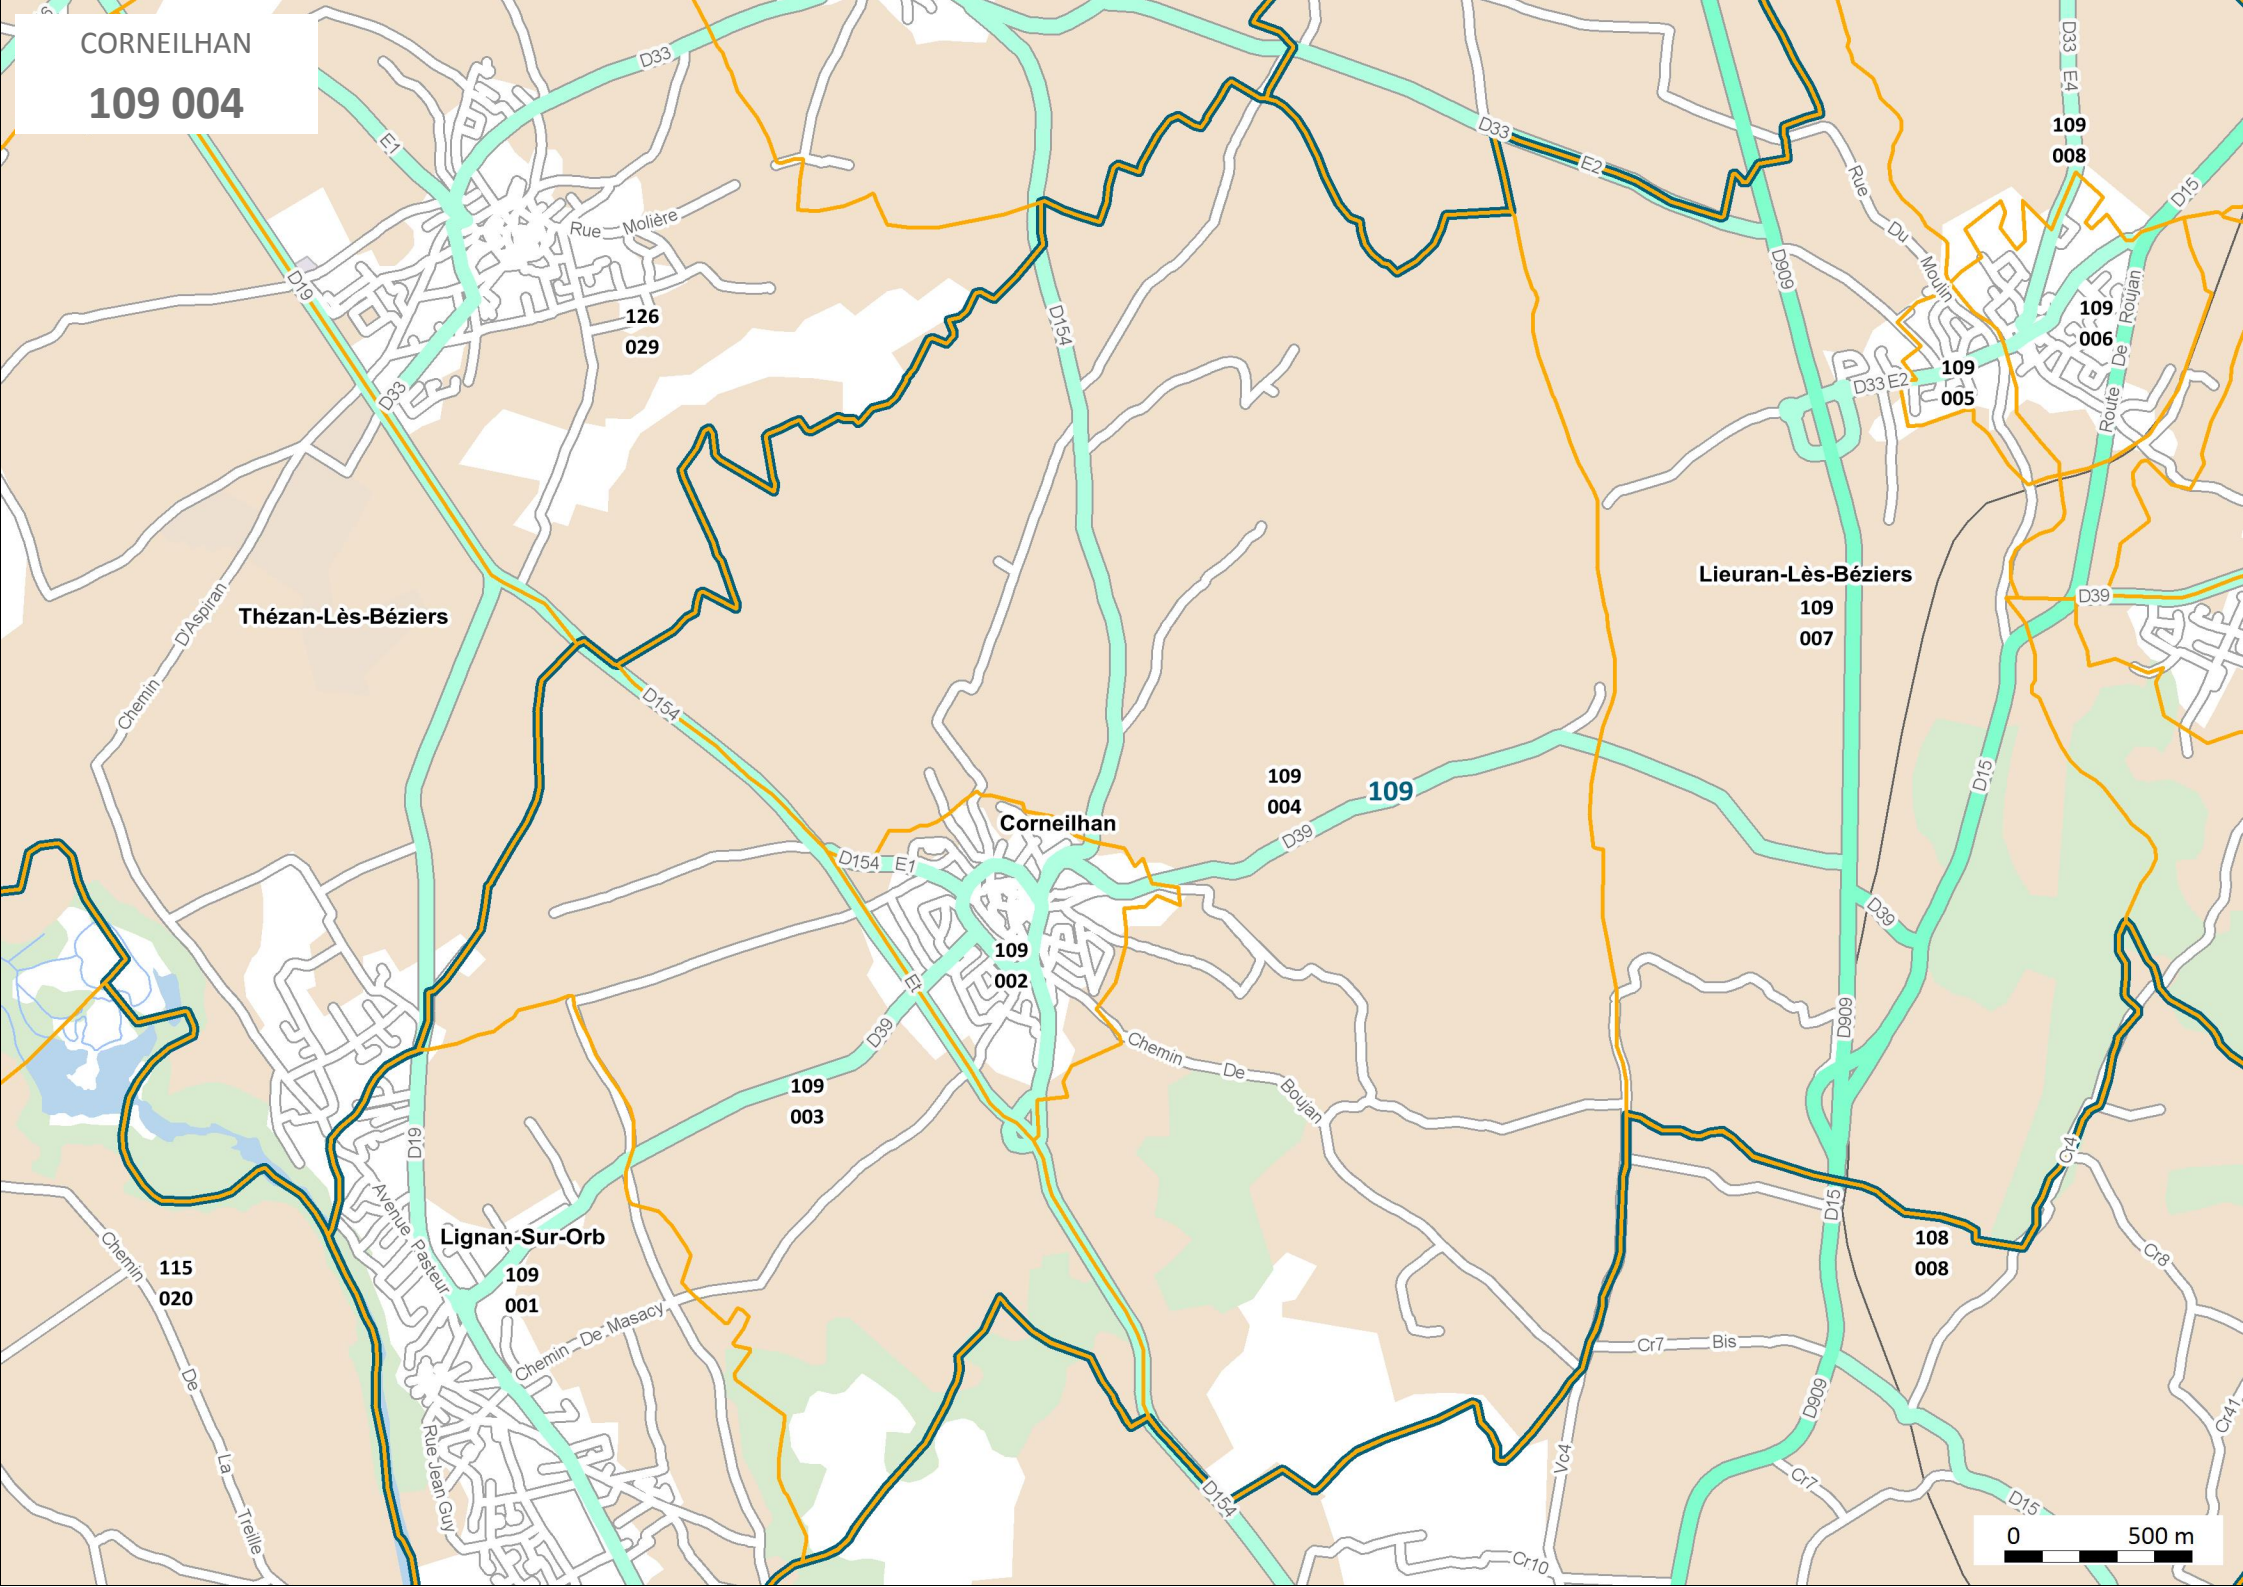 CORNEILHAN
109 004
D33
E1
D33
E2
D33
E4
109
008
D15
Rue
Du
Moulin
Rue Molière
D19
D154
D909
126
029
109
006
Route De Roujan
109
005
D33 E2
D33
Lieuran-Lès-Béziers
109
007
D39
Chemin D'Aspiran
Thézan-Lès-Béziers
D154
109
004
109
D15
Corneilhan
D39
D154 E1
D39
109
002
Et
D909
D39
Chemin De Boujan
109
003
D19
Cr4
Avenue Pasteur
D15
Lignan-Sur-Orb
109
001
108
008
Cr8
Chemin De La Treille
115
020
Chemin De Masacy
Cr7 Bis
D909
Cr41
Rue Jean Guy
Vc4
D154
Cr7
D15
Cr10
0 500 m